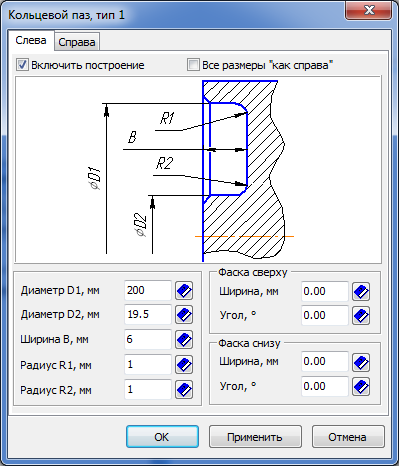 Кольцевой паз, тип 1
Слева Справа
Включить построение Все размеры "как справа"
R1
B
R2
⌀D1
⌀D2
Диаметр D1, мм 200
Диаметр D2, мм 19.5
Ширина B, мм 6
Радиус R1, мм 1
Радиус R2, мм 1
Фаска сверху
Ширина, мм 0.00
Угол, ° 0.00
Фаска снизу
Ширина, мм 0.00
Угол, ° 0.00
OK Применить Отмена